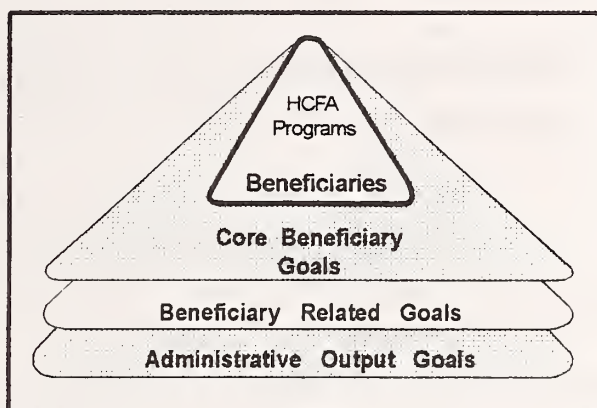 HCFA
Programs
Beneficiaries
Core Beneficiary
Goals
Beneficiary Related Goals
Administrative Output Goals